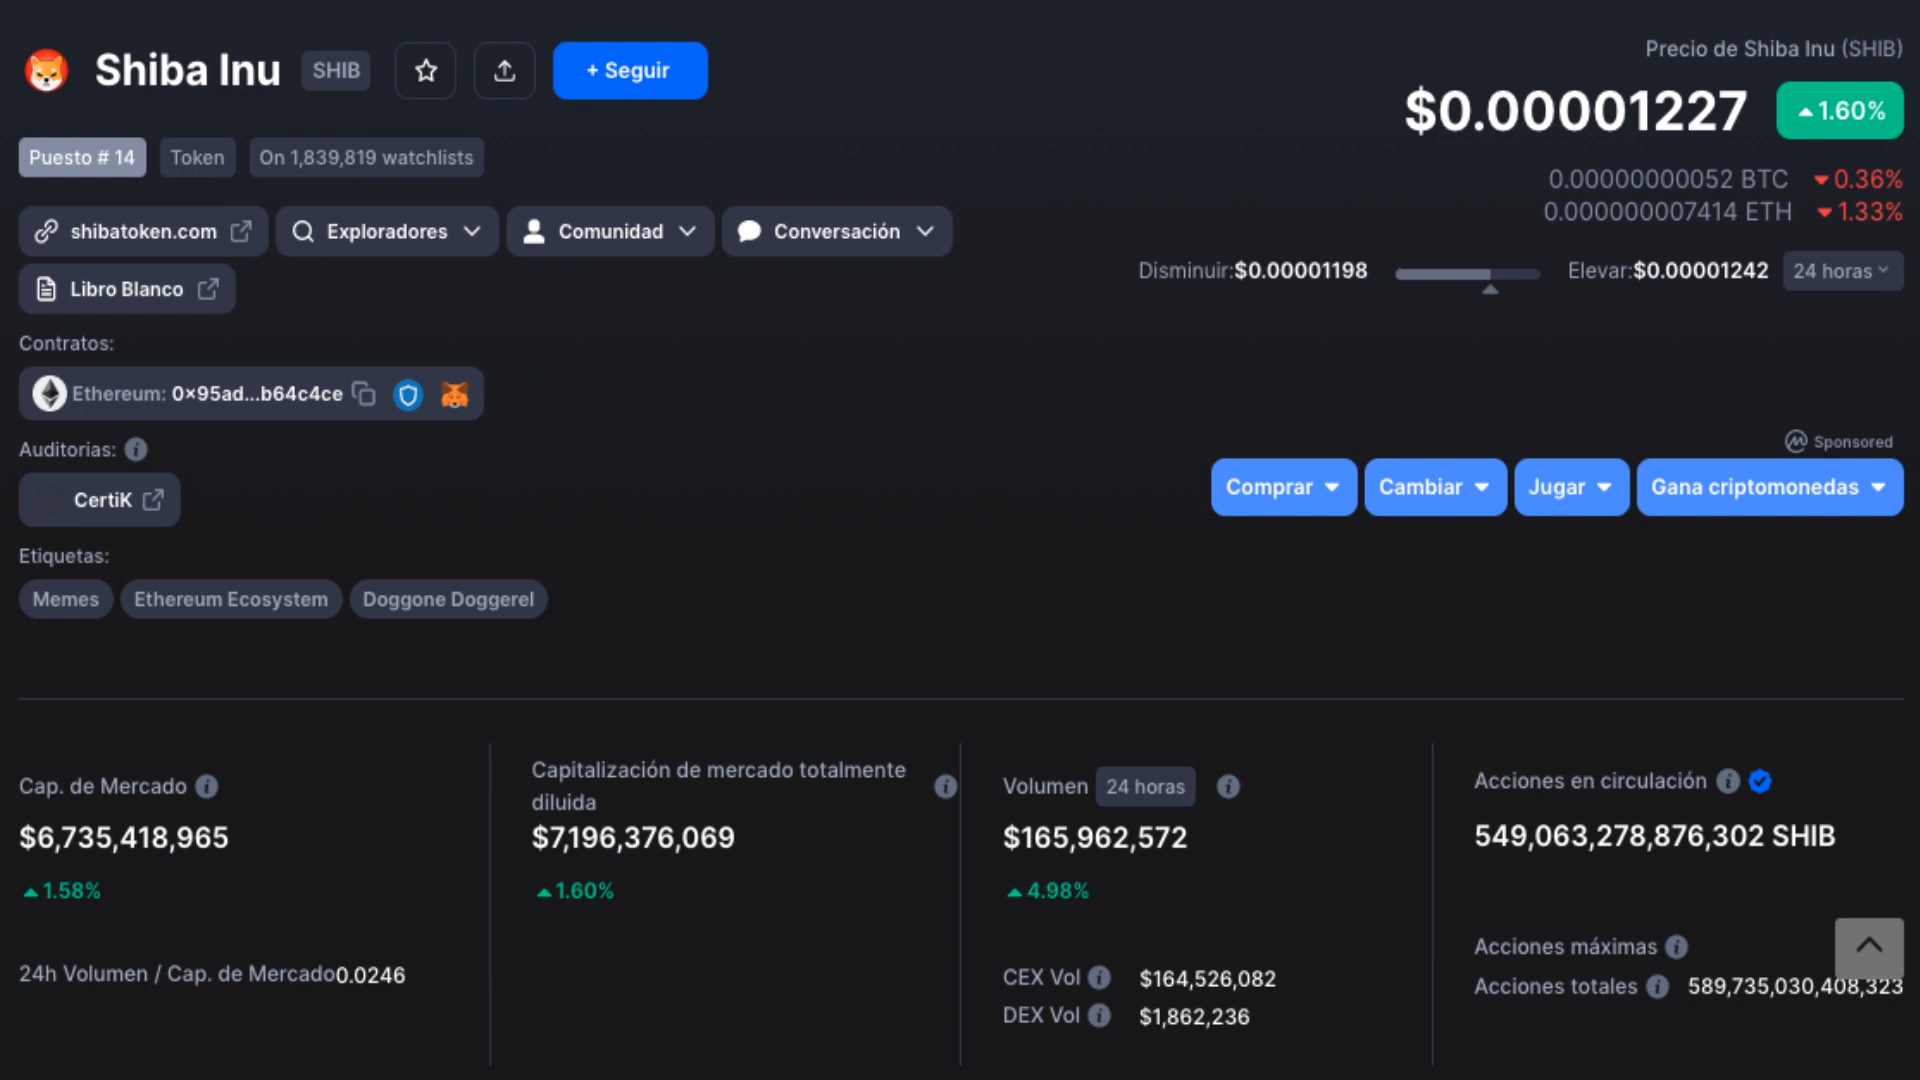 Shiba Inu SHIB + Seguir
Puesto # 14 Token On 1,839,819 watchlists
shibatoken.com Exploradores Comunidad Conversación
Libro Blanco
Contratos:
Ethereum: 0×95ad...b64c4ce
Auditorias:
CertiK
Etiquetas:
Memes Ethereum Ecosystem Doggone Doggerel
Precio de Shiba Inu (SHIB)
$0.00001227 1.60%
0.00000000052 BTC 0.36%
0.000000007414 ETH 1.33%
Disminuir:$0.00001198 Elevar:$0.00001242 24 horas
Sponsored
Comprar Cambiar Jugar Gana criptomonedas
Cap. de Mercado
$6,735,418,965
1.58%
24h Volumen / Cap. de Mercado0.0246
Capitalización de mercado totalmente
diluida
$7,196,376,069
1.60%
Volumen 24 horas
$165,962,572
4.98%
CEX Vol $164,526,082
DEX Vol $1,862,236
Acciones en circulación
549,063,278,876,302 SHIB
Acciones máximas
Acciones totales 589,735,030,408,323